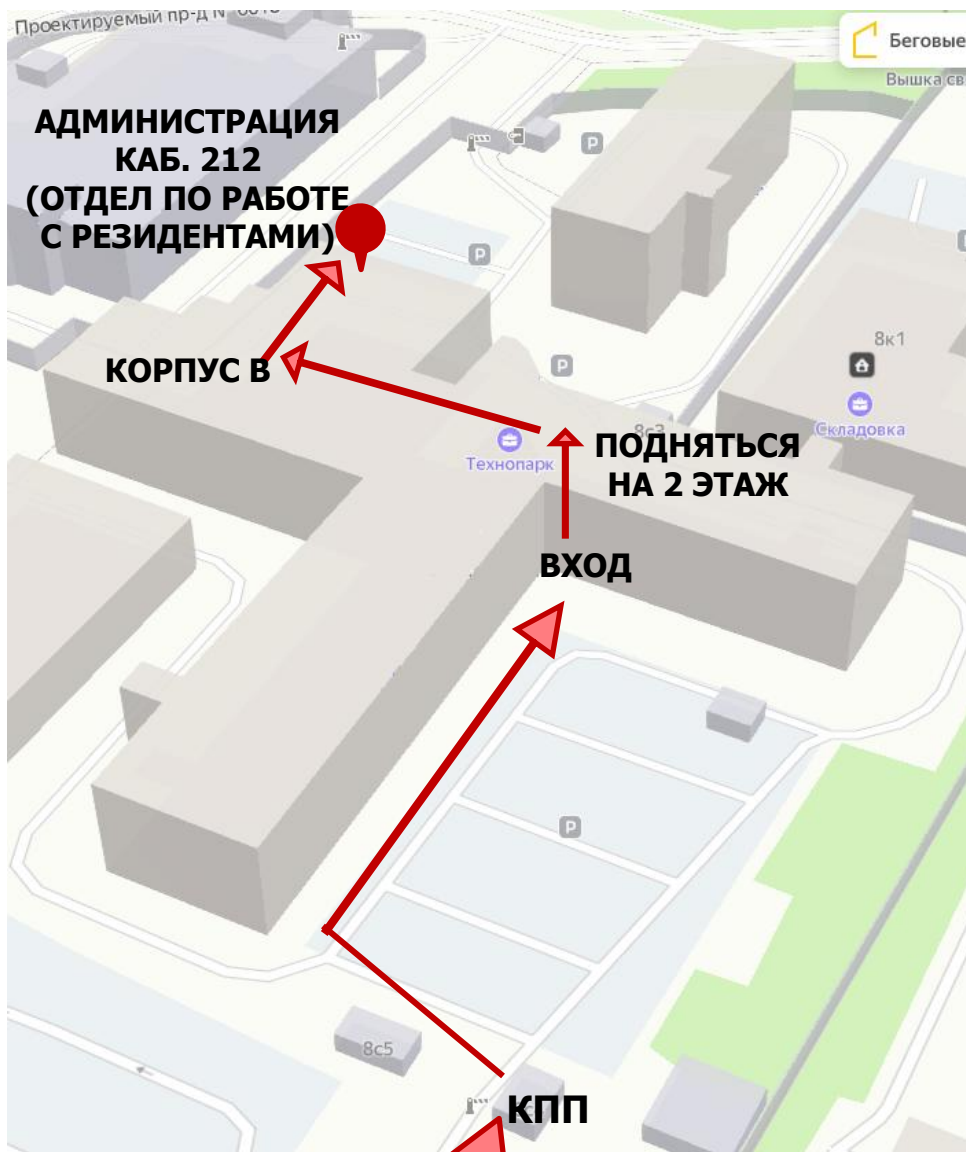 Проектируемый пр-д №
Беговые
Вышка св
АДМИНИСТРАЦИЯ
КАБ. 212
(ОТДЕЛ ПО РАБОТЕ
С РЕЗИДЕНТАМИ)
P
P
P
8к1
КОРПУС В
Складовка
8с3
Технопарк
ПОДНЯТЬСЯ
НА 2 ЭТАЖ
ВХОД
P
8с5
КПП